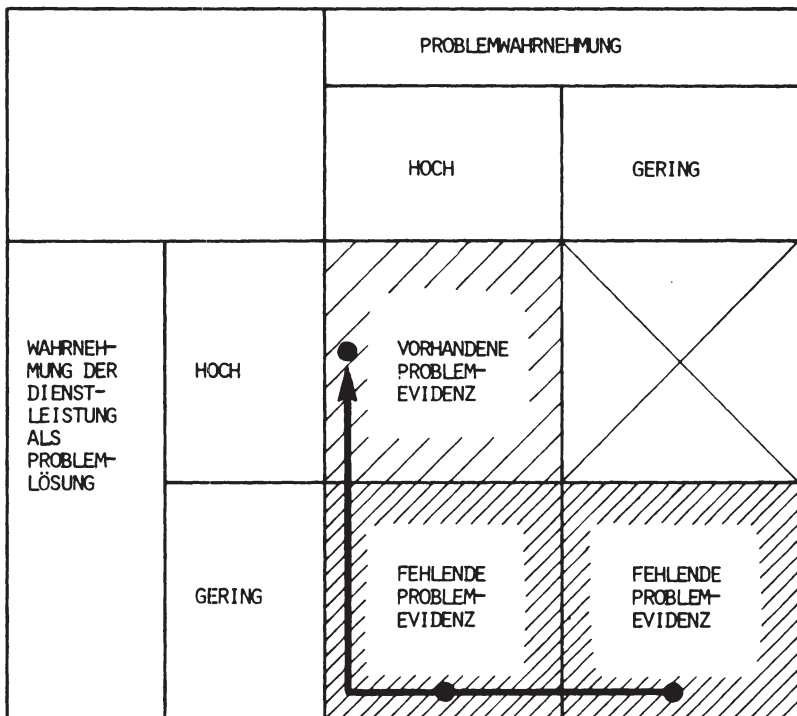 PROBLEMWAHRNEHMUNG
HOCH
GERING
WAHRNEH-
MUNG DER
DIENST-
LEISTUNG
ALS
PROBLEM-
LÖSUNG
HOCH
VORHANDENE
PROBLEM-
EVIDENZ
GERING
FEHLENDE
PROBLEM-
EVIDENZ
FEHLENDE
PROBLEM-
EVIDENZ